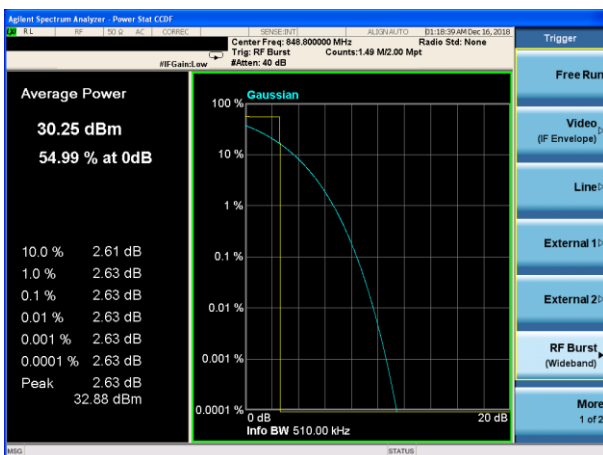 Agilent Spectrum Analyzer - Power Stat CCDF
RL RF 50 Ω AC CORREC SENSE:INT ALIGN AUTO 01:18:39 AM Dec 16, 2018
Center Freq: 848.800000 MHz Radio Std: None
Trig: RF Burst Counts:1.49 M/2.00 Mpt
#IFGain:Low #Atten: 40 dB
Trigger
Average Power
30.25 dBm
54.99 % at 0dB
10.0 % 2.61 dB
1.0 % 2.63 dB
0.1 % 2.63 dB
0.01 % 2.63 dB
0.001 % 2.63 dB
0.0001 % 2.63 dB
Peak 2.63 dB
32.88 dBm
Gaussian
100 %
10 %
1 %
0.1 %
0.01 %
0.001 %
0.0001 %
0 dB 20 dB
Info BW 510.00 kHz
Free Run
Video
(IF Envelope)
Line
External 1
External 2
RF Burst
(Wideband)
More
1 of 2
MSG STATUS